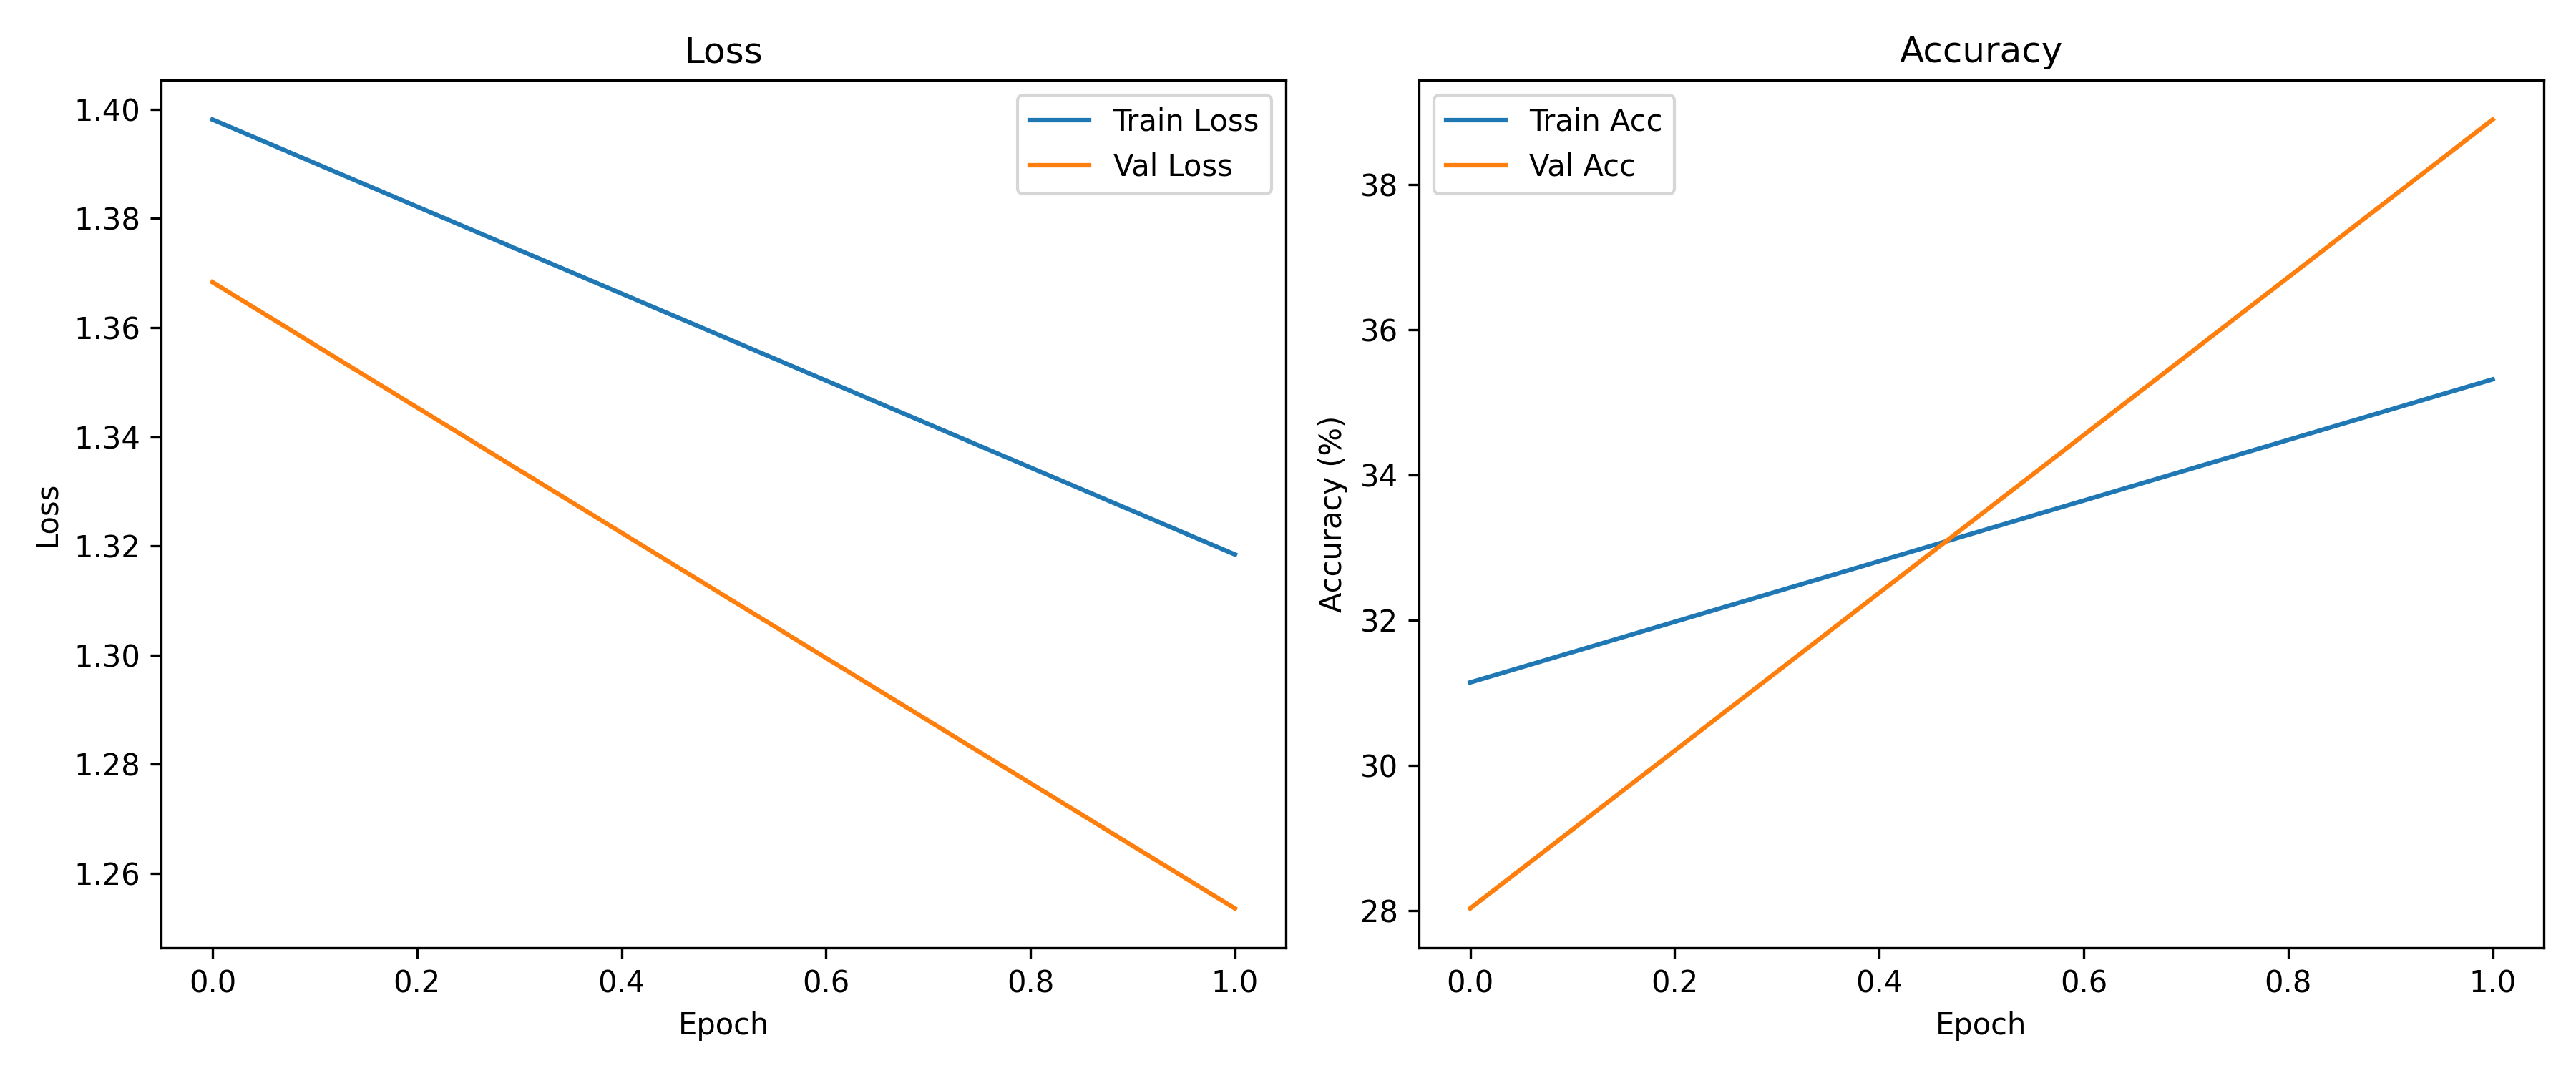 Loss
1.40
1.38
1.36
1.34
1.32
1.30
1.28
1.26
Loss
Train Loss
Val Loss
0.0 0.2 0.4 0.6 0.8 1.0
Epoch
Accuracy
38
36
34
32
30
28
Accuracy (%)
Train Acc
Val Acc
0.0 0.2 0.4 0.6 0.8 1.0
Epoch